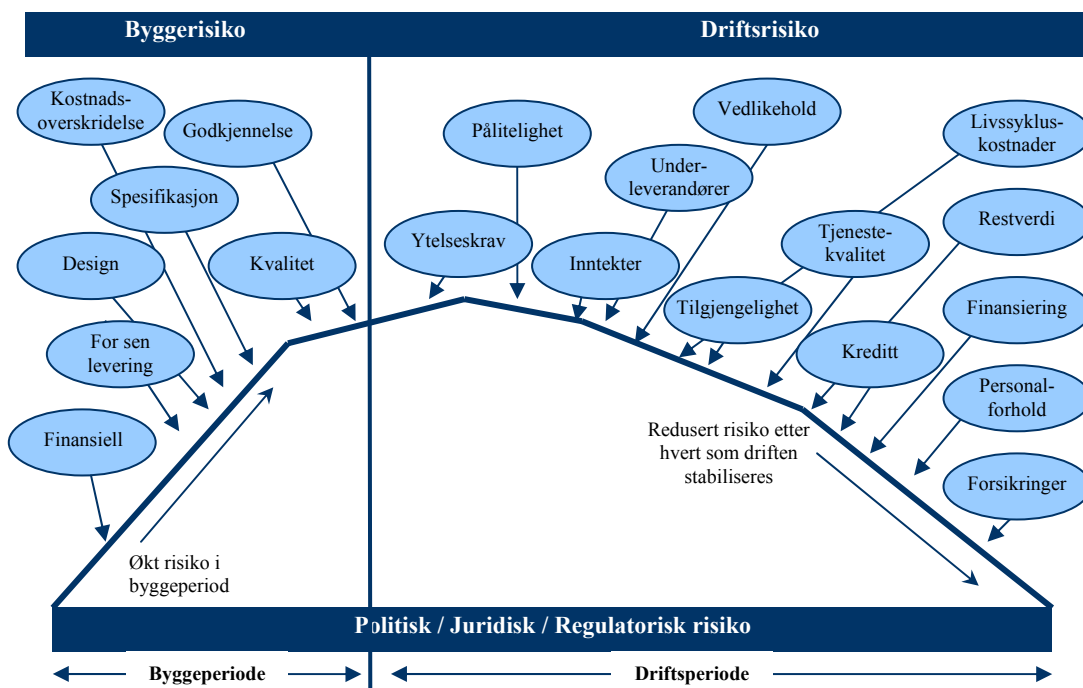 Byggerisiko
Driftsrisiko
Kostnads-
overskridelse
Godkjennelse
Spesifikasjon
Design
Kvalitet
For sen
levering
Finansiell
Pålitelighet
Vedlikehold
Under-
leverandører
Livssyklus-
kostnader
Ytelseskrav
Inntekter
Tjeneste-
kvalitet
Restverdi
Tilgjengelighet
Finansiering
Kreditt
Personal-
forhold
Forsikringer
Redusert risiko etter
hvert som driften
stabiliseres
Økt risiko i
byggeperiod
Politisk / Juridisk / Regulatorisk risiko
Byggeperiode
Driftsperiode